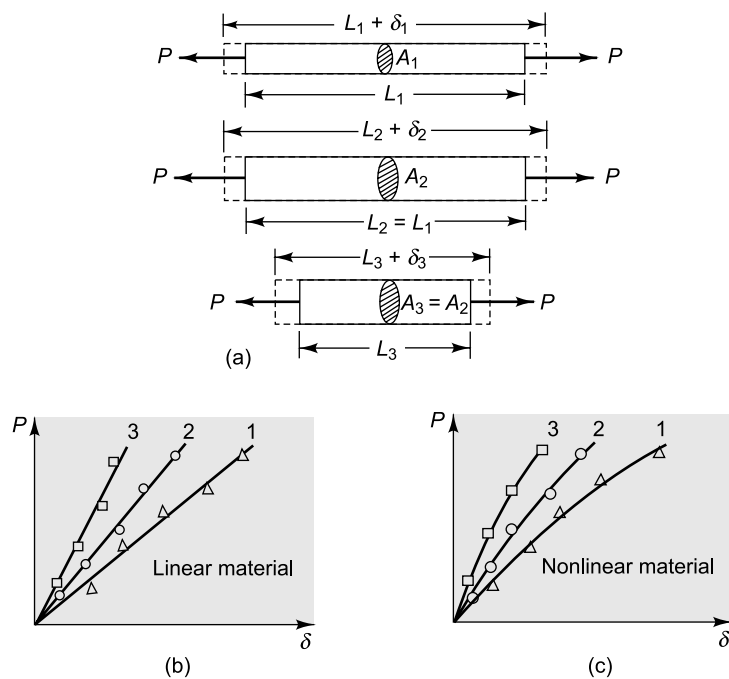 L1 + δ1
P A1 P
L1
L2 + δ2
P A2 P
L2 = L1
L3 + δ3
P A3 = A2 P
L3
(a)
P 3 2 1
Linear material
δ
(b)
P 3 2 1
Nonlinear material
δ
(c)